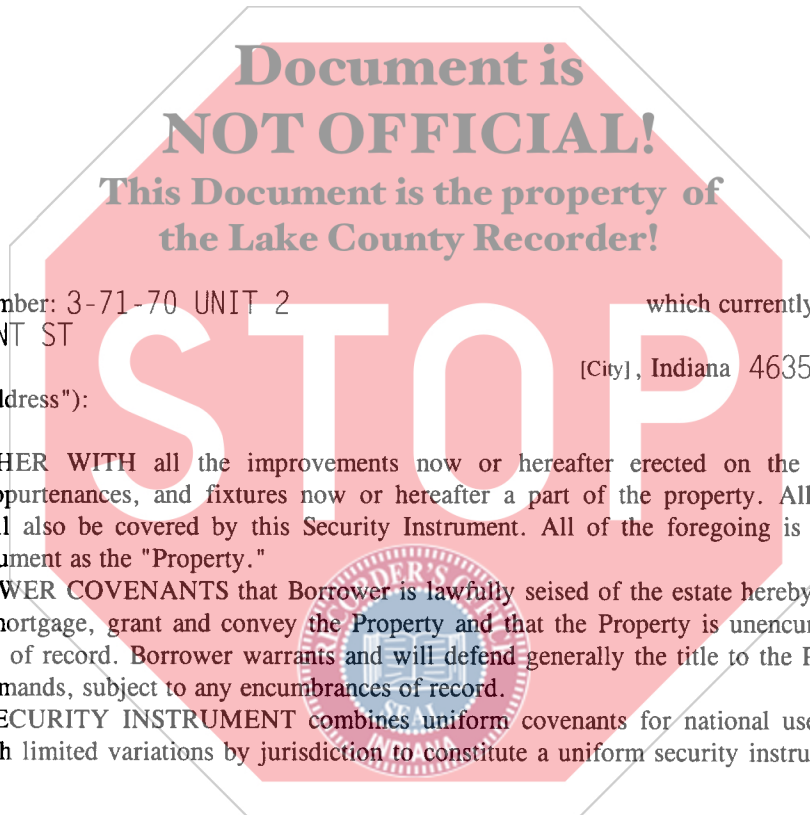 Document is
NOT OFFICIAL!
This Document is the property of
the Lake County Recorder!
mber: 3-71-70 UNIT 2 which currently
NT ST
[City], Indiana 4635
ddress"):
STOP
HER WITH all the improvements now or hereafter erected on the
ppurtenances, and fixtures now or hereafter a part of the property. All
l also be covered by this Security Instrument. All of the foregoing is
ument as the "Property."
WER COVENANTS that Borrower is lawfully seised of the estate hereby
mortgage, grant and convey the Property and that the Property is unencu
of record. Borrower warrants and will defend generally the title to the P
mands, subject to any encumbrances of record.
ECURITY INSTRUMENT combines uniform covenants for national use
h limited variations by jurisdiction to constitute a uniform security instru
SEAL
INDIANA